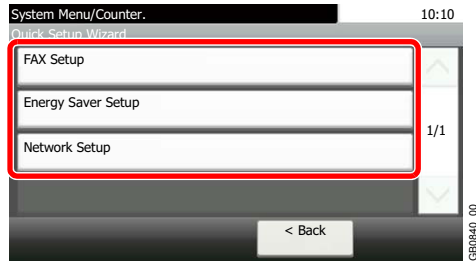 System Menu/Counter. 10:10
Quick Setup Wizard
FAX Setup
Energy Saver Setup
1/1
Network Setup
< Back
GB0840_00